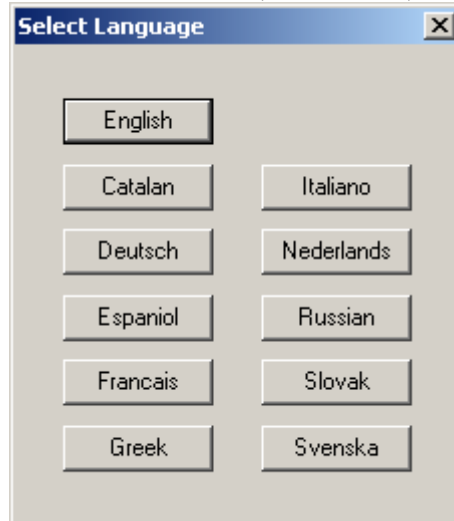 Select Language
English
Catalan
Italiano
Deutsch
Nederlands
Espaniol
Russian
Francais
Slovak
Greek
Svenska